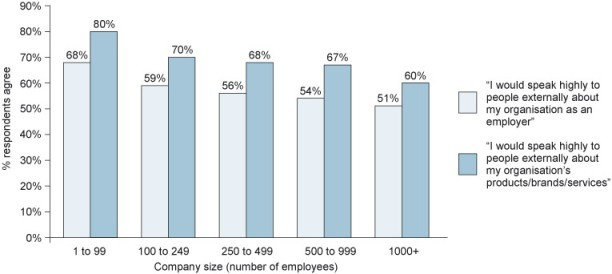 90%
80%
70%
60%
50%
40%
30%
20%
10%
0%
% respondents agree
68%
80%
59%
70%
56%
68%
54%
67%
51%
60%
1 to 99
100 to 249
250 to 499
500 to 999
1000+
Company size (number of employees)
“I would speak highly to
people externally about
my organisation as an
employer”
“I would speak highly to
people externally about
my organisation’s
products/brands/services”